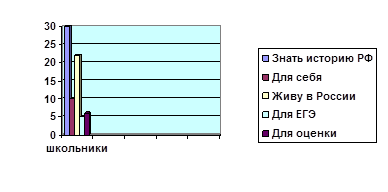 30
25
20
15
10
5
0
школьники
Знать историю РФ
Для себя
Живу в России
Для ЕГЭ
Для оценки